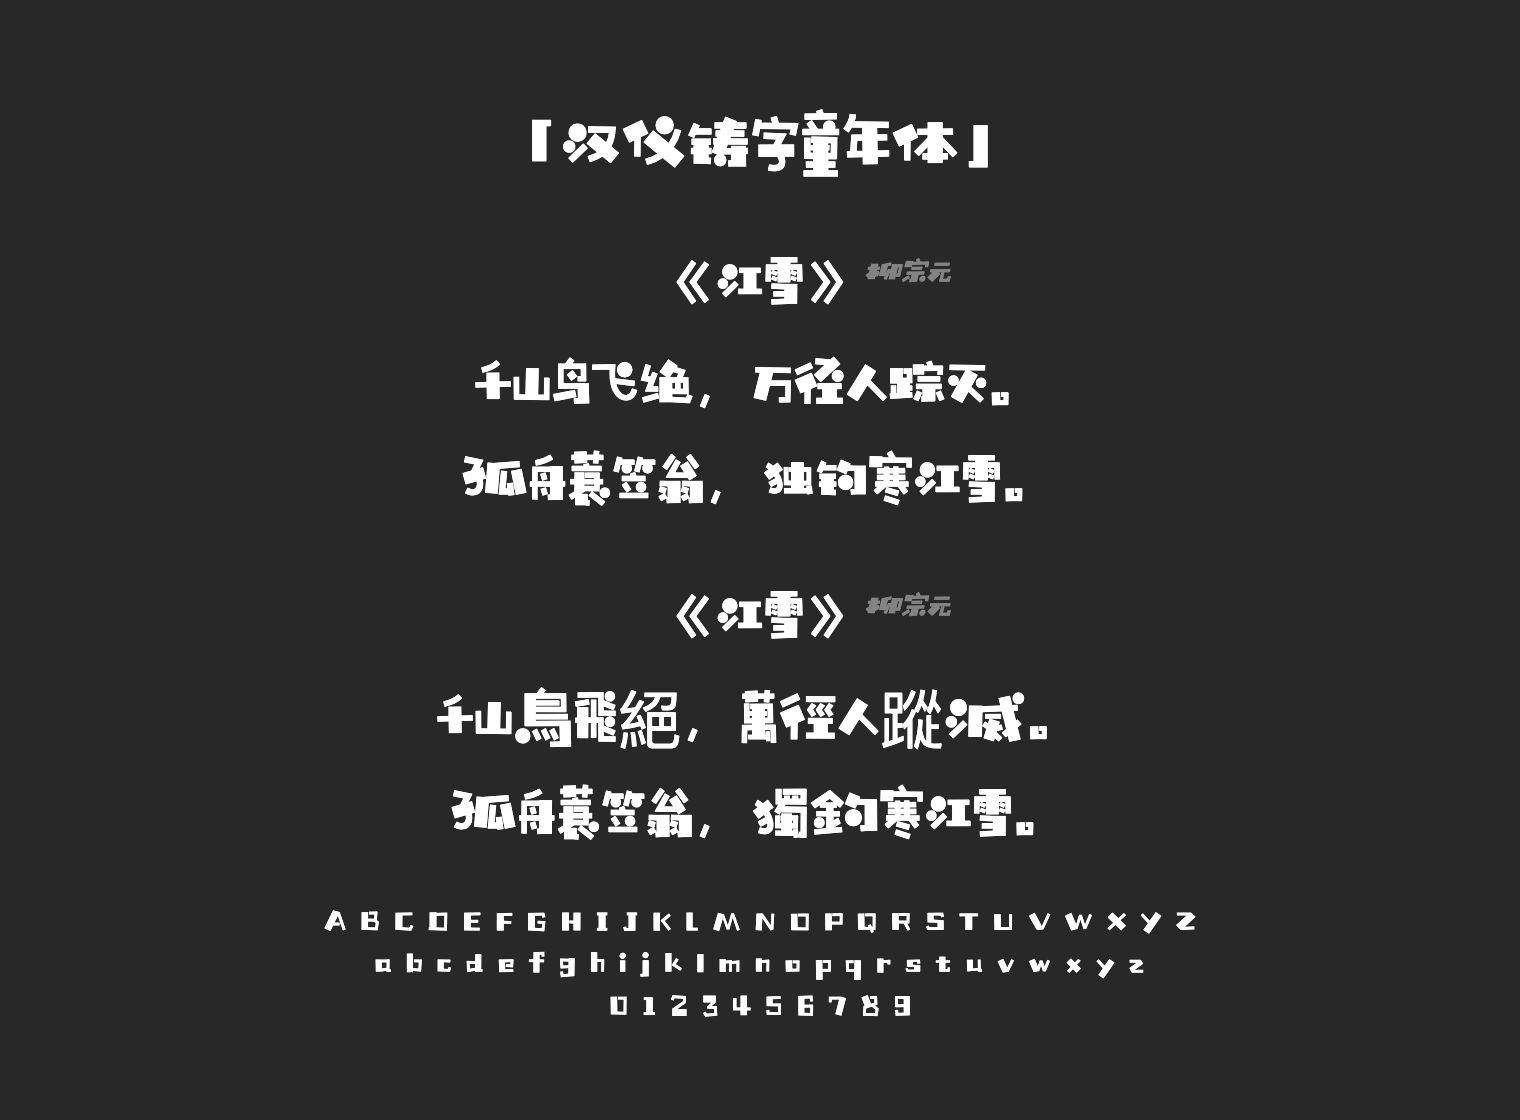 「汉仪铸字童年体」
《江雪》 柳宗元
千山鸟飞绝，万径人踪灭。
孤舟蓑笠翁，独钓寒江雪。
《江雪》 柳宗元
千山鳥飛絕，萬徑人蹤滅。
孤舟蓑笠翁，獨釣寒江雪。
A B C D E F G H I J K L M N O P Q R S T U V W X Y Z
a b c d e f g h i j k l m n o p q r s t u v w x y z
0 1 2 3 4 5 6 7 8 9